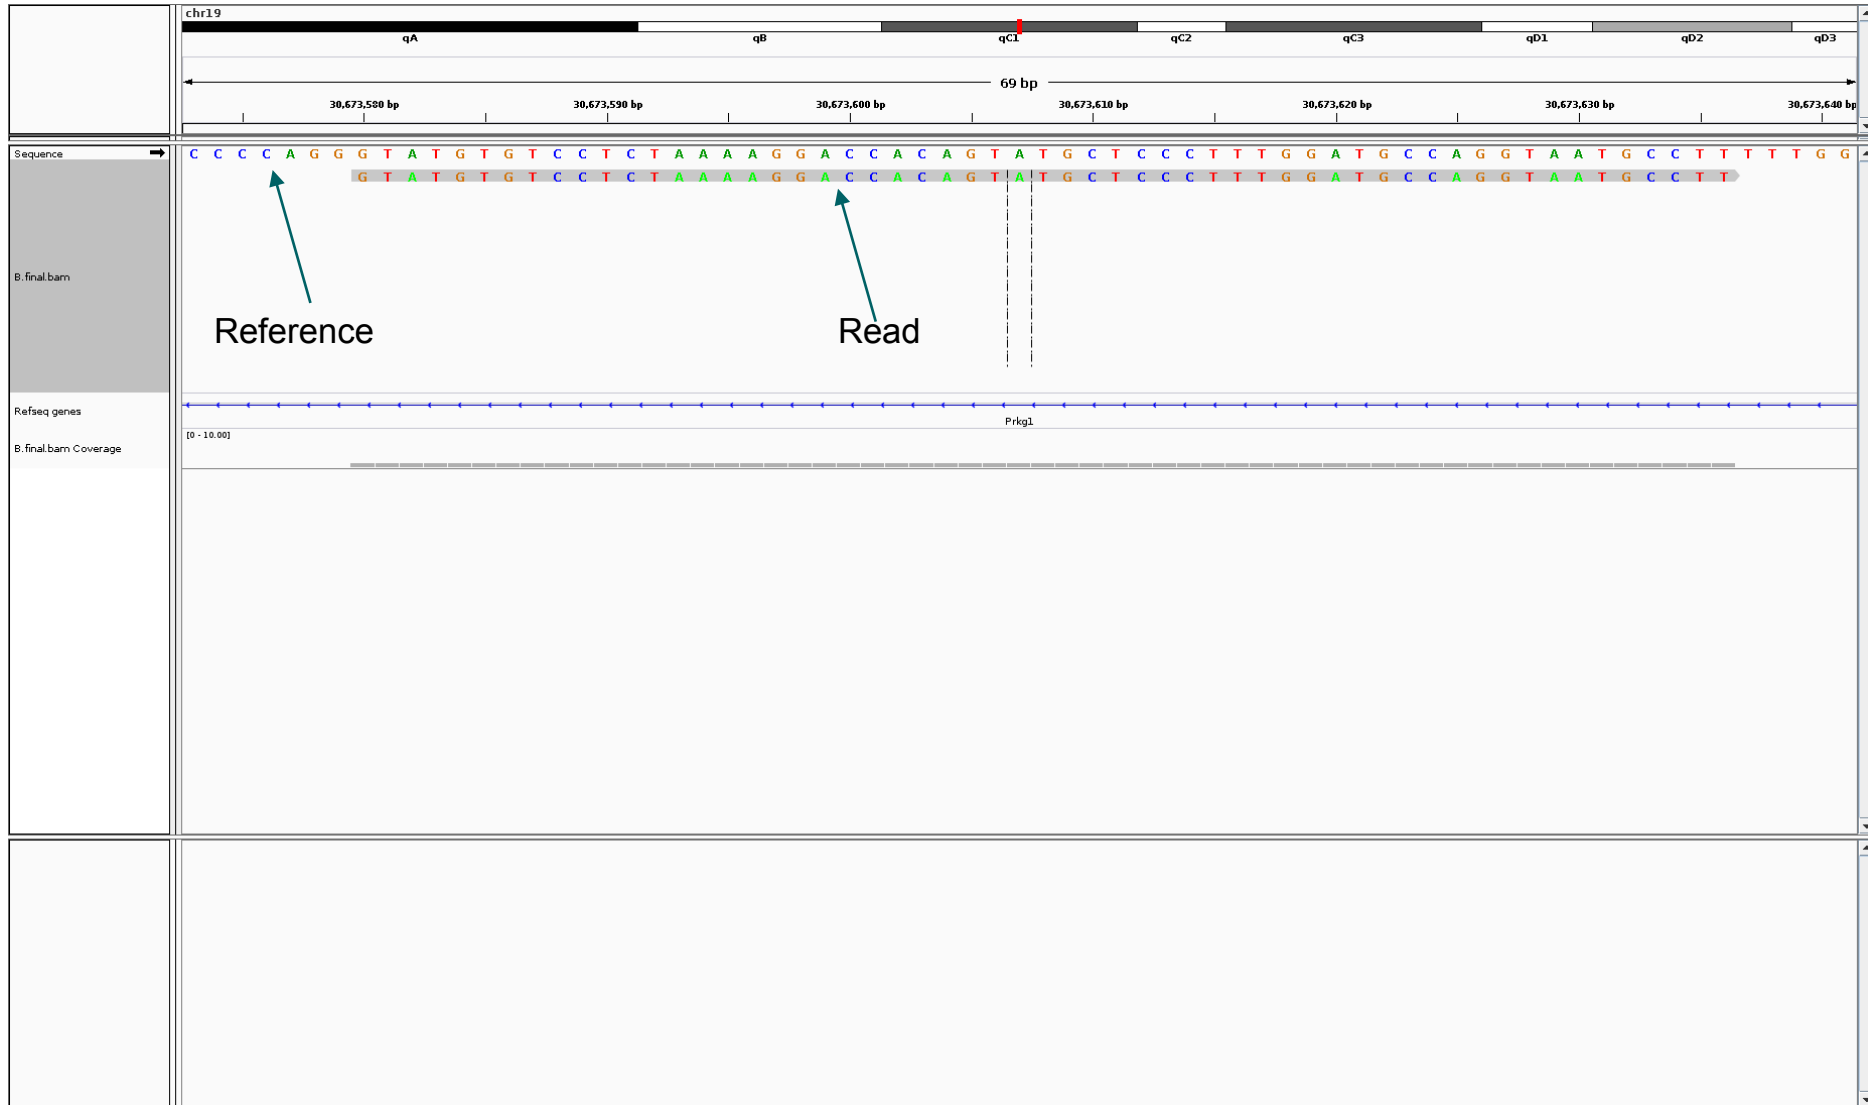 chr19
qA qB qC1 qC2 qC3 qD1 qD2 qD3
69 bp
30,673,580 bp 30,673,590 bp 30,673,600 bp 30,673,610 bp 30,673,620 bp 30,673,630 bp 30,673,640 bp
Sequence C C C C A G G G T A T G T G T C C T C T A A A A G G A C C A C A G T A T G C T C C C T T T G G A T G C C A G G T A A T G C C T T T T T G G
G T A T G T G T C C T C T A A A A G G A C C A C A G T A T G C T C C C T T T G G A T G C C A G G T A A T G C C T T
B.final.bam
Reference Read
Refseq genes
Prkg1
[0 - 10.00]
B.final.bam Coverage